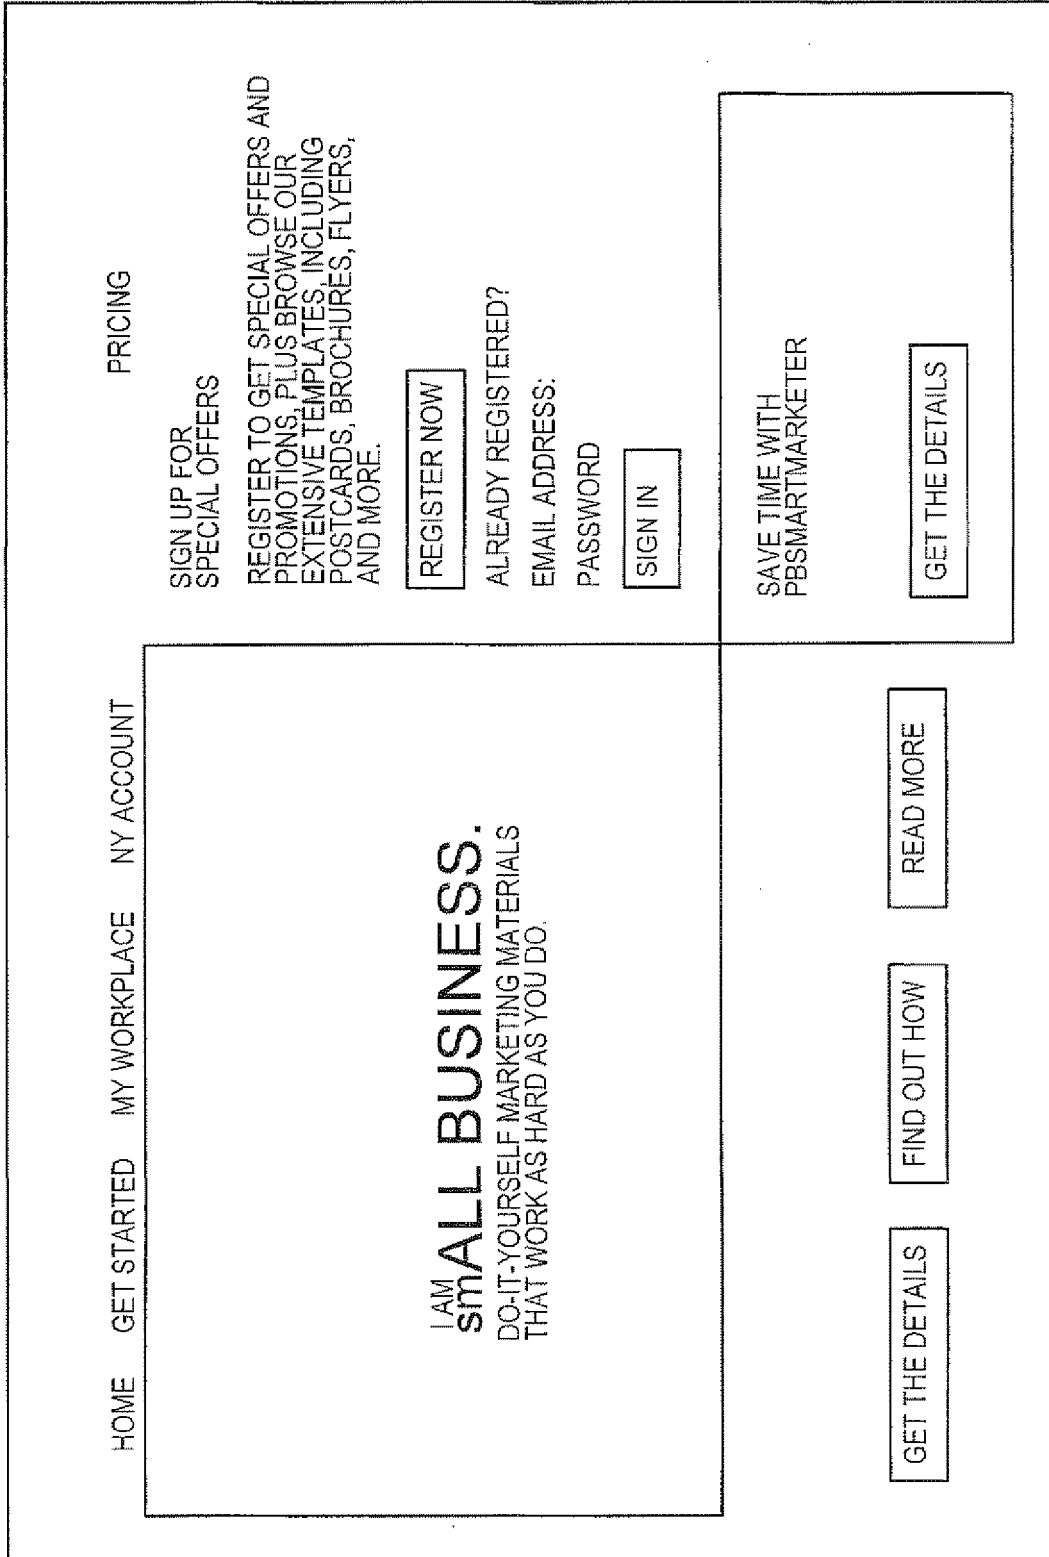 HOME GET STARTED MY WORKPLACE NY ACCOUNT PRICING
I AM
smALL BUSINESS.
DO-IT-YOURSELF MARKETING MATERIALS
THAT WORK AS HARD AS YOU DO.
SIGN UP FOR
SPECIAL OFFERS
REGISTER TO GET SPECIAL OFFERS AND
PROMOTIONS, PLUS BROWSE OUR
EXTENSIVE TEMPLATES, INCLUDING
POSTCARDS, BROCHURES, FLYERS,
AND MORE.
REGISTER NOW
ALREADY REGISTERED?
EMAIL ADDRESS:
PASSWORD
SIGN IN
SAVE TIME WITH
PBSMARTMARKETER
GET THE DETAILS
GET THE DETAILS
FIND OUT HOW
READ MORE